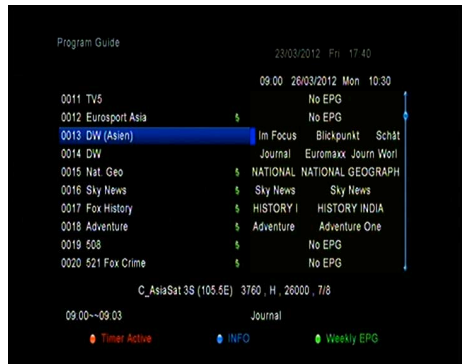 Program Guide
23/03/2012 Fri 17:40
09:00 26/03/2012 Mon 10:30
0011 TV5 No EPG
0012 Eurosport Asia 5 No EPG
0013 DW (Asien) Im Focus Blickpunkt Schät
0014 DW Journal Euromaxx Journ Worl
0015 Nat. Geo 5 NATIONAL NATIONAL GEOGRAPH
0016 Sky News 5 Sky News Sky News
0017 Fox History 5 HISTORY I HISTORY INDIA
0018 Adventure 5 Adventure Adventure One
0019 508 5 No EPG
0020 521 Fox Crime 5 No EPG
C_AsiaSat 3S (105.5E) 3760 , H , 26000 , 7/8
09:00~~09:03 Journal
Timer Active INFO Weekly EPG